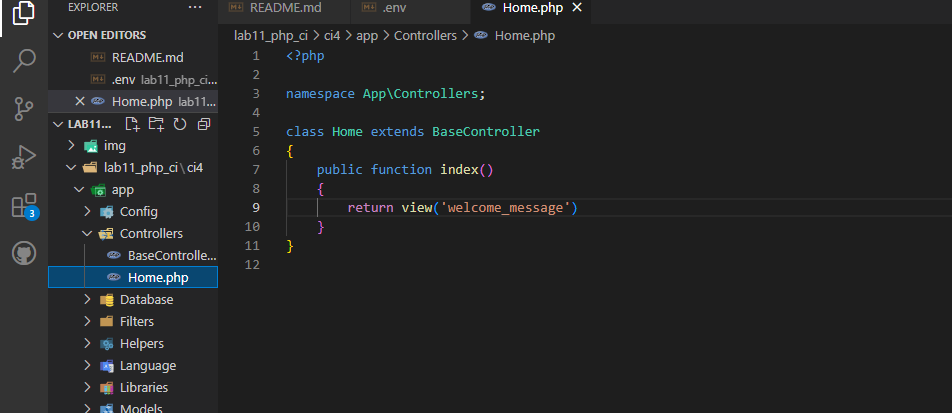 EXPLORER
...
OPEN EDITORS
README.md
.env lab11_php_ci...
Home.php lab11...
LAB11...
img
lab11_php_ci\ci4
app
Config
Controllers
BaseControlle...
Home.php
Database
Filters
Helpers
Language
Libraries
Models
3
README.md
.env
Home.php
lab11_php_ci > ci4 > app > Controllers > Home.php
1 <?php
2
3 namespace App\Controllers;
4
5 class Home extends BaseController
6 {
7 public function index()
8 {
9 return view('welcome_message')
10 }
11 }
12